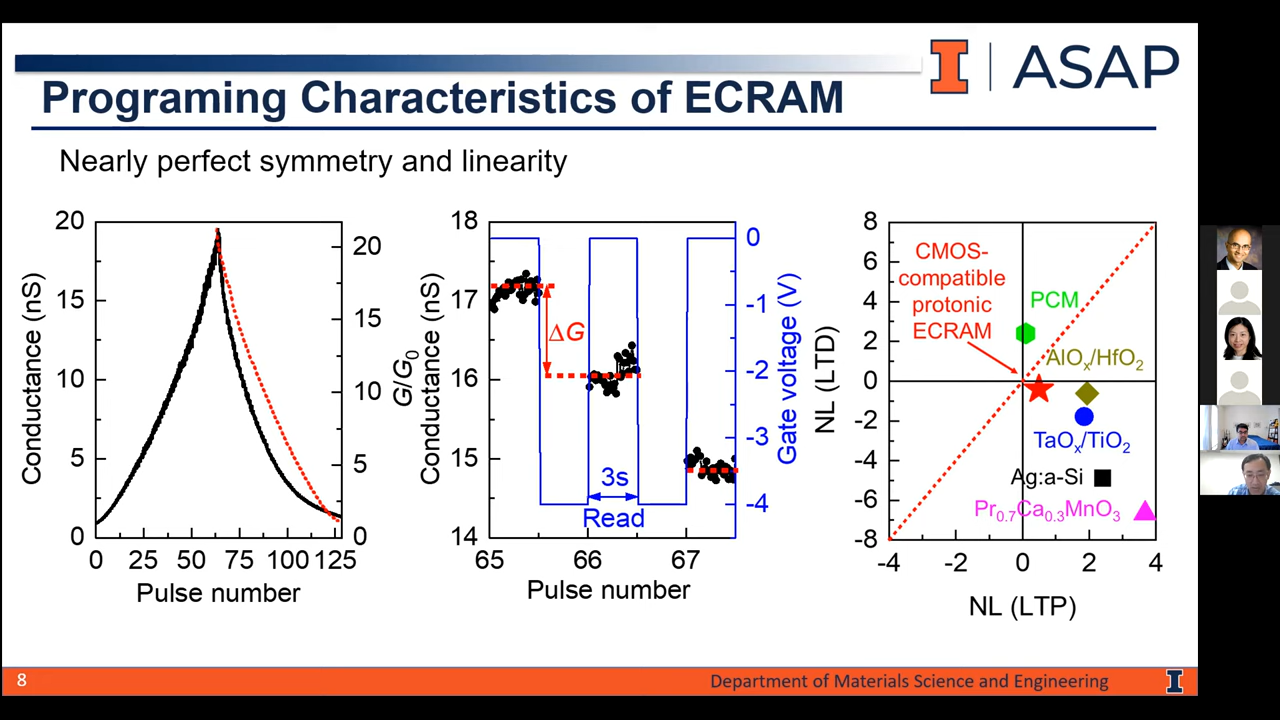 I ASAP
Programing Characteristics of ECRAM
Nearly perfect symmetry and linearity
20
15
10
5
0
Conductance (nS)
0 25 50 75 100 125
Pulse number
20
15
10
5
0
G/G0
18
17
16
15
14
Conductance (nS)
ΔG
3s
Read
65 66 67
Pulse number
0
-1
-2
-3
-4
Gate voltage (V)
8
6
4
2
0
-2
-4
-6
-8
NL (LTD)
CMOS-
compatible
protonic
ECRAM
PCM
AlOx/HfO2
TaOx/TiO2
Ag:a-Si
Pr0.7Ca0.3MnO3
-4 -2 0 2 4
NL (LTP)
8
Department of Materials Science and Engineering
I